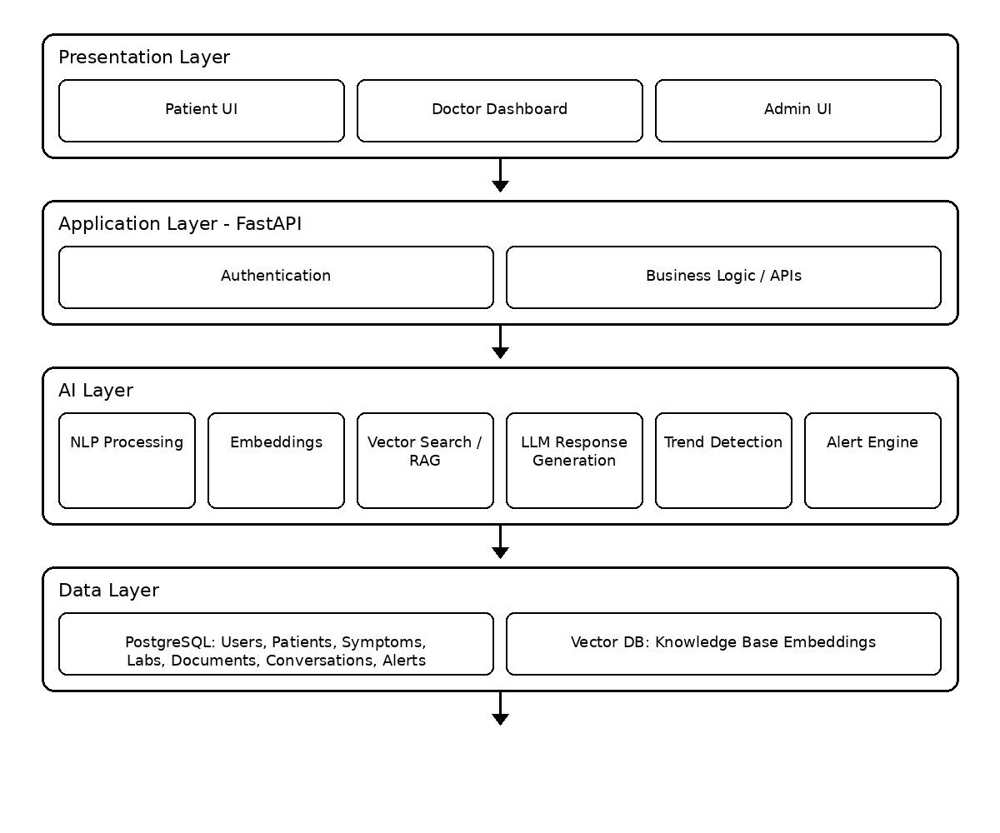 Presentation Layer
Patient UI
Doctor Dashboard
Admin UI
Application Layer - FastAPI
Authentication
Business Logic / APIs
AI Layer
NLP Processing
Embeddings
Vector Search /
RAG
LLM Response
Generation
Trend Detection
Alert Engine
Data Layer
PostgreSQL: Users, Patients, Symptoms,
Labs, Documents, Conversations, Alerts
Vector DB: Knowledge Base Embeddings